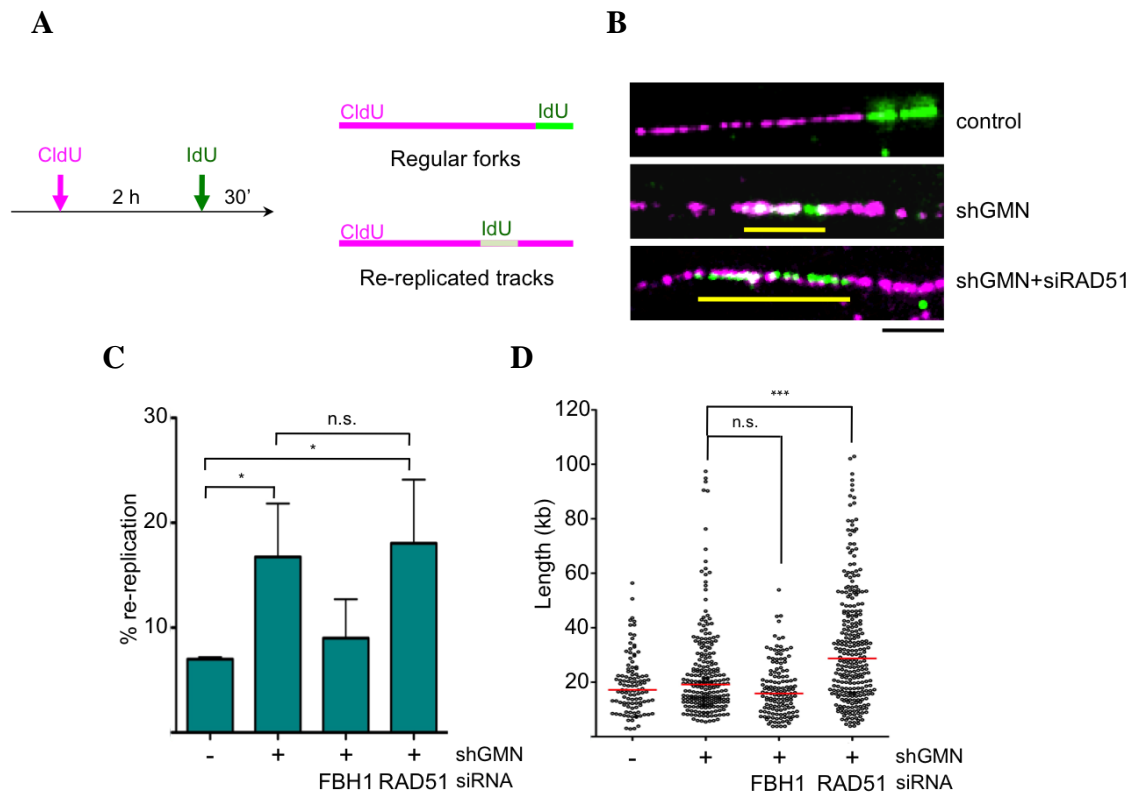 A
CldU
IdU
2 h
30’
CldU
IdU
Regular forks
CldU
IdU
Re-replicated tracks
B
control
shGMN
shGMN+siRAD51
C
% re-replication
30
20
10
n.s.
*
*
- + + + shGMN
FBH1 RAD51 siRNA
D
Length (kb)
120
100
80
60
40
20
***
n.s.
- + + + shGMN
FBH1 RAD51 siRNA